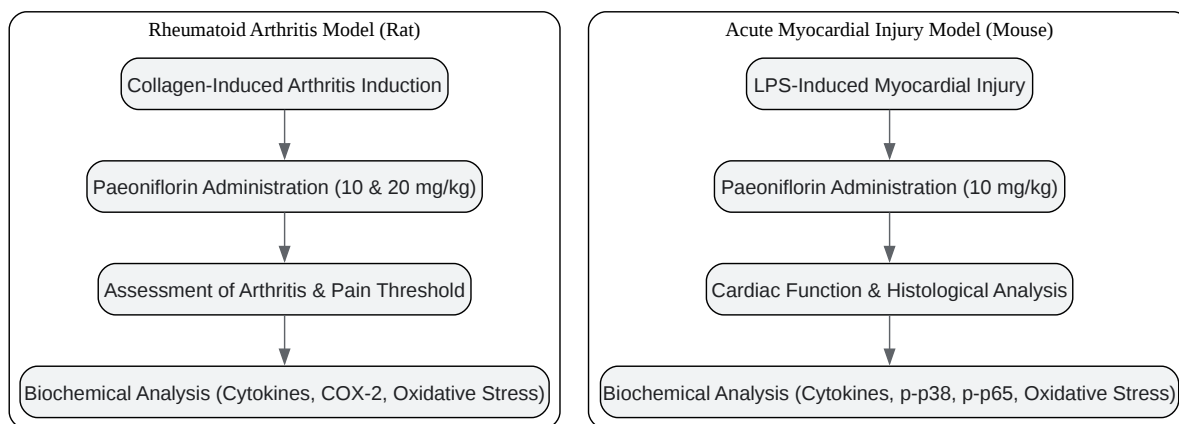 Rheumatoid Arthritis Model (Rat)
Collagen-Induced Arthritis Induction
Paeoniflorin Administration (10 & 20 mg/kg)
Assessment of Arthritis & Pain Threshold
Biochemical Analysis (Cytokines, COX-2, Oxidative Stress)
Acute Myocardial Injury Model (Mouse)
LPS-Induced Myocardial Injury
Paeoniflorin Administration (10 mg/kg)
Cardiac Function & Histological Analysis
Biochemical Analysis (Cytokines, p-p38, p-p65, Oxidative Stress)